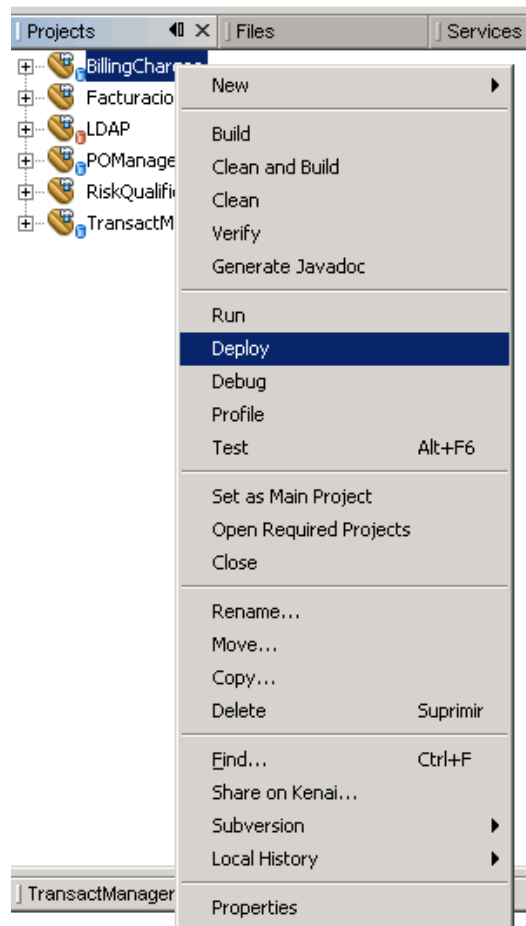 Projects
Files
Services
BillingCharges
Facturacio
LDAP
POManage
RiskQualifi
TransactM
New
Build
Clean and Build
Clean
Verify
Generate Javadoc
Run
Deploy
Debug
Profile
Test Alt+F6
Set as Main Project
Open Required Projects
Close
Rename...
Move...
Copy...
Delete Suprimir
Find... Ctrl+F
Share on Kenai...
Subversion
Local History
Properties
TransactManager